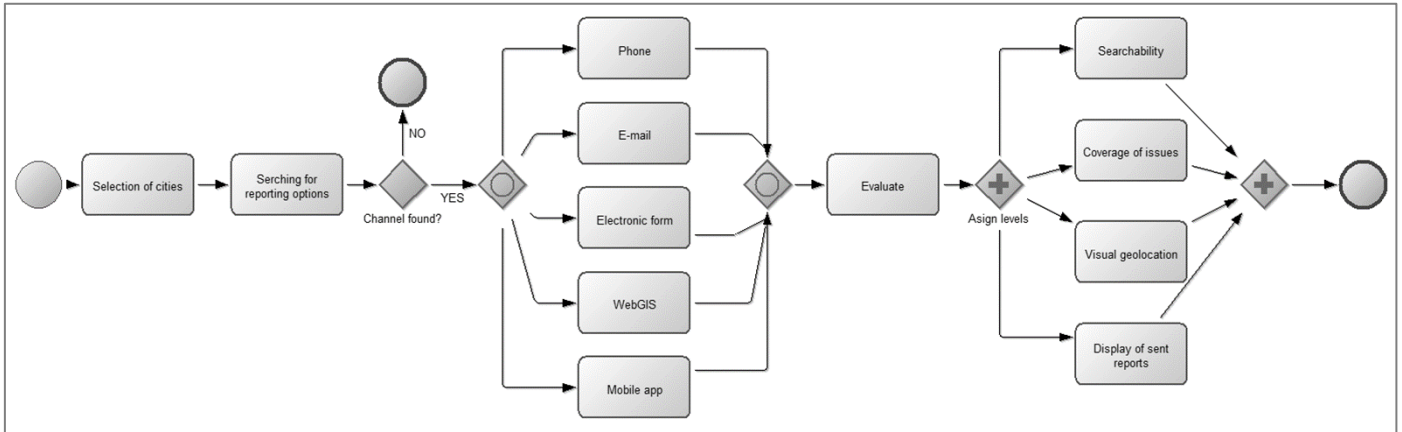 Selection of cities
Serching for
reporting options
NO
Channel found?
YES
Phone
E-mail
Electronic form
WebGIS
Mobile app
Evaluate
Asign levels
Searchability
Coverage of issues
Visual geolocation
Display of sent
reports